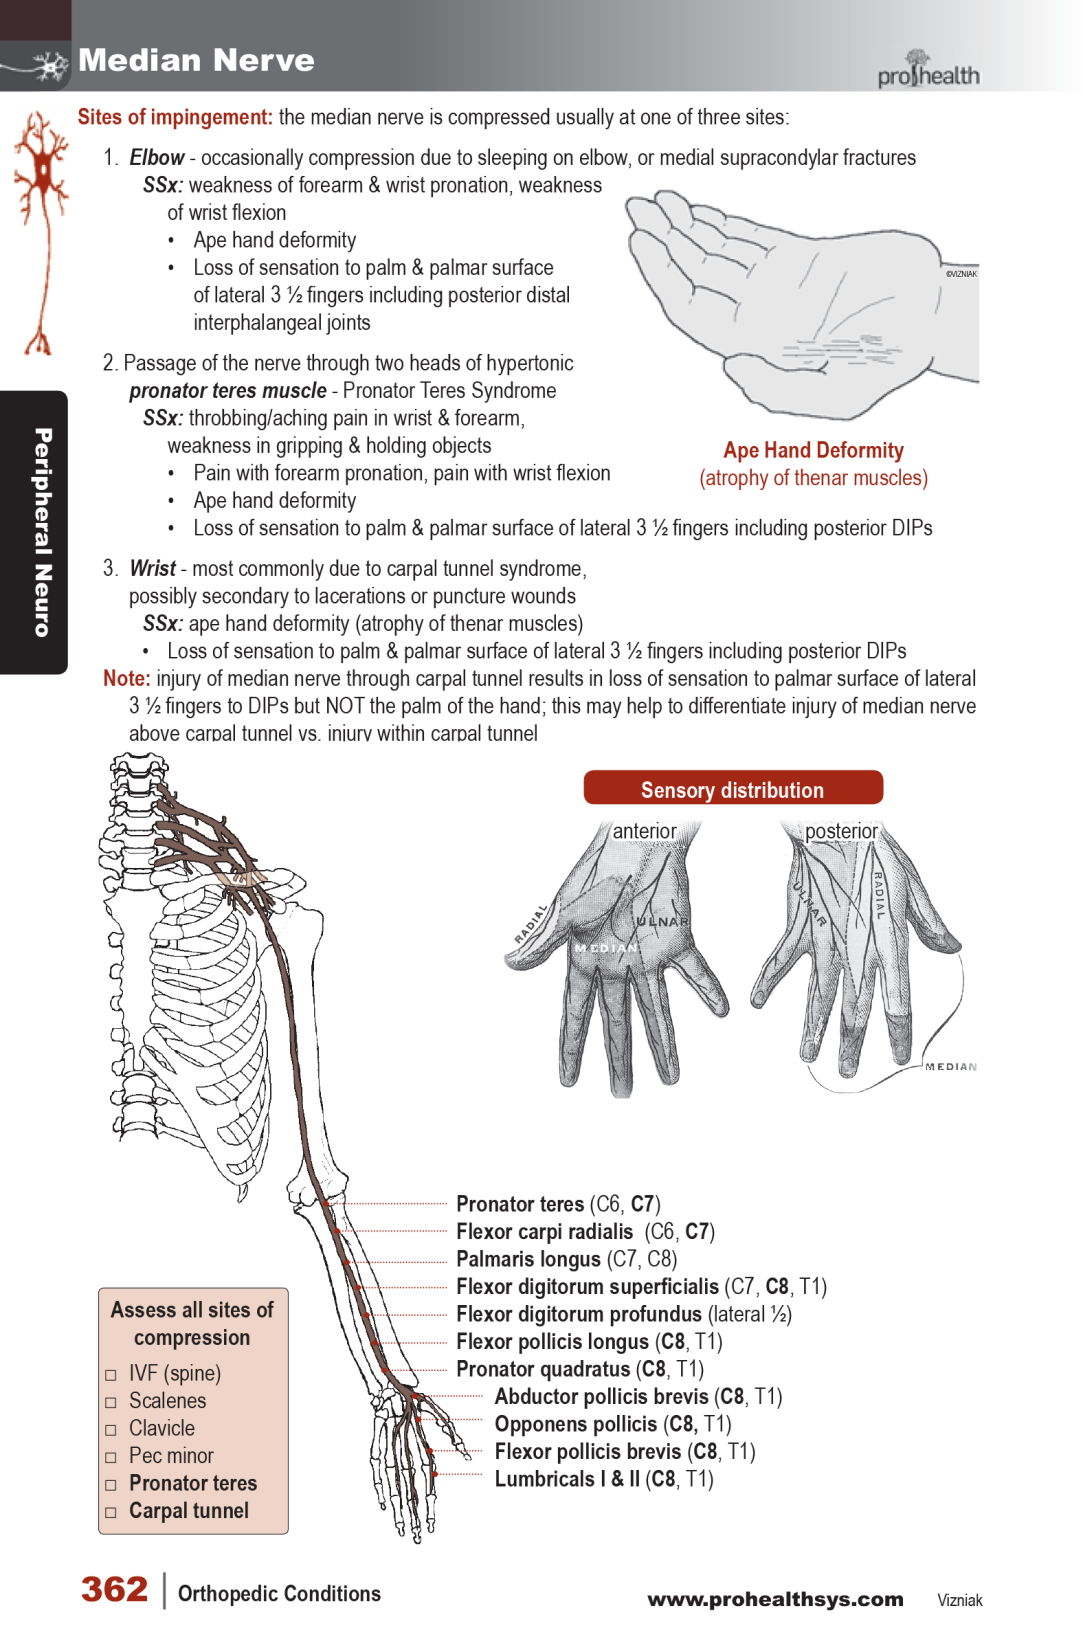 Median Nerve
prohealth
Sites of impingement: the median nerve is compressed usually at one of three sites:
1. Elbow - occasionally compression due to sleeping on elbow, or medial supracondylar fractures
SSx: weakness of forearm & wrist pronation, weakness
of wrist flexion
• Ape hand deformity
• Loss of sensation to palm & palmar surface
of lateral 3 ½ fingers including posterior distal
interphalangeal joints
©VIZNIAK
2. Passage of the nerve through two heads of hypertonic
pronator teres muscle - Pronator Teres Syndrome
SSx: throbbing/aching pain in wrist & forearm,
weakness in gripping & holding objects
• Pain with forearm pronation, pain with wrist flexion
• Ape hand deformity
• Loss of sensation to palm & palmar surface of lateral 3 ½ fingers including posterior DIPs
Ape Hand Deformity
(atrophy of thenar muscles)
Peripheral Neuro
3. Wrist - most commonly due to carpal tunnel syndrome,
possibly secondary to lacerations or puncture wounds
SSx: ape hand deformity (atrophy of thenar muscles)
• Loss of sensation to palm & palmar surface of lateral 3 ½ fingers including posterior DIPs
Note: injury of median nerve through carpal tunnel results in loss of sensation to palmar surface of lateral
3 ½ fingers to DIPs but NOT the palm of the hand; this may help to differentiate injury of median nerve
above carpal tunnel vs. injury within carpal tunnel
Sensory distribution
anterior
posterior
RADIAL
MEDIAN
ULNAR
ULNAR
RADIAL
MEDIAN
Pronator teres (C6, C7)
Flexor carpi radialis (C6, C7)
Palmaris longus (C7, C8)
Flexor digitorum superficialis (C7, C8, T1)
Flexor digitorum profundus (lateral ½)
Flexor pollicis longus (C8, T1)
Pronator quadratus (C8, T1)
Abductor pollicis brevis (C8, T1)
Opponens pollicis (C8, T1)
Flexor pollicis brevis (C8, T1)
Lumbricals I & II (C8, T1)
Assess all sites of
compression
□ IVF (spine)
□ Scalenes
□ Clavicle
□ Pec minor
□ Pronator teres
□ Carpal tunnel
362 | Orthopedic Conditions
www.prohealthsys.com Vizniak